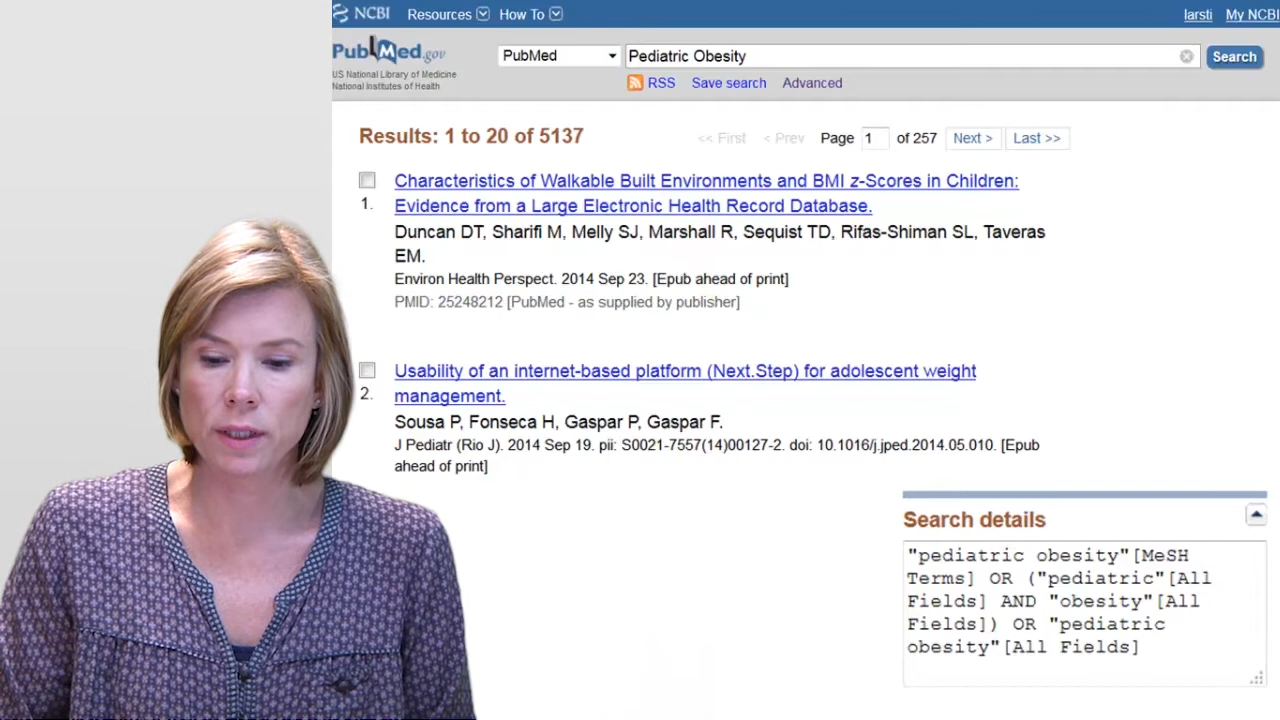 NCBI Resources How To larsti My NCBI
PubMed.gov
US National Library of Medicine
National Institutes of Health
PubMed Pediatric Obesity Search
RSS Save search Advanced
Results: 1 to 20 of 5137 << First < Prev Page 1 of 257 Next > Last >>
Characteristics of Walkable Built Environments and BMI z-Scores in Children:
1. Evidence from a Large Electronic Health Record Database.
Duncan DT, Sharifi M, Melly SJ, Marshall R, Sequist TD, Rifas-Shiman SL, Taveras
EM.
Environ Health Perspect. 2014 Sep 23. [Epub ahead of print]
PMID: 25248212 [PubMed - as supplied by publisher]
Usability of an internet-based platform (Next.Step) for adolescent weight
2. management.
Sousa P, Fonseca H, Gaspar P, Gaspar F.
J Pediatr (Rio J). 2014 Sep 19. pii: S0021-7557(14)00127-2. doi: 10.1016/j.jped.2014.05.010. [Epub
ahead of print]
Search details
"pediatric obesity"[MeSH
Terms] OR ("pediatric"[All
Fields] AND "obesity"[All
Fields]) OR "pediatric
obesity"[All Fields]